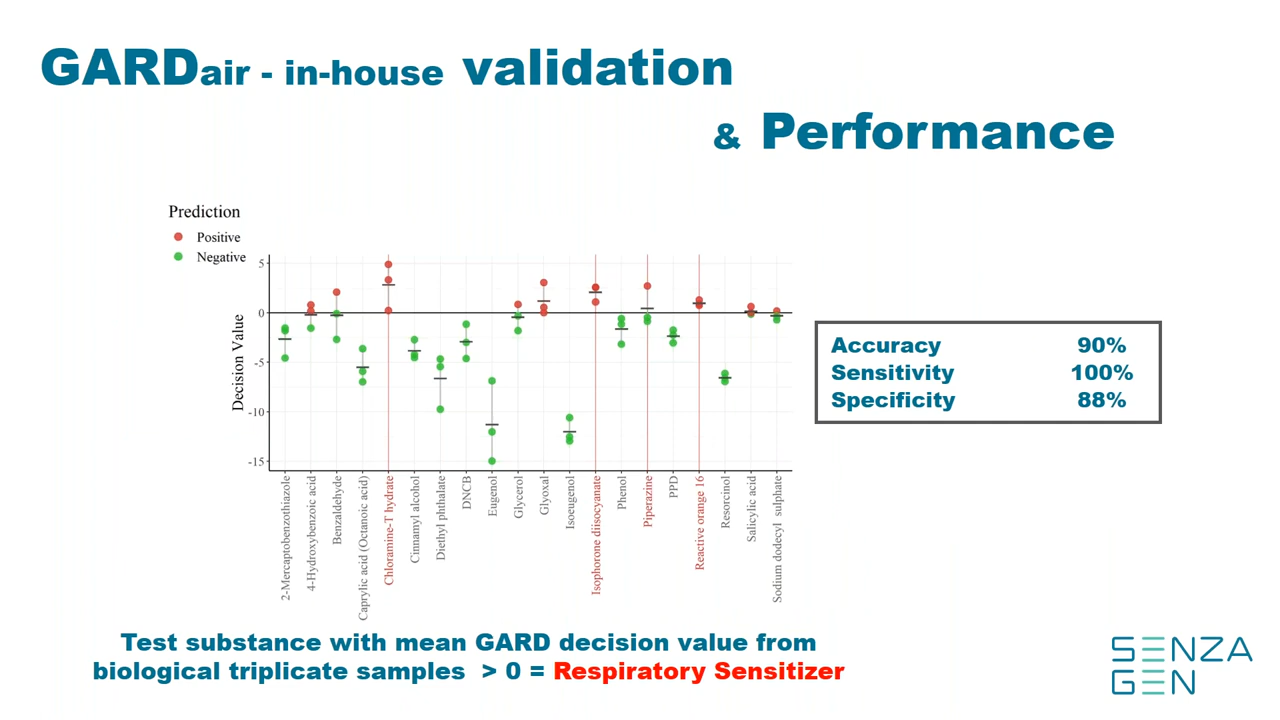 GARDair - in-house validation
& Performance
Prediction
Positive
Negative
Decision Value
5
0
-5
-10
-15
2-Mercaptobenzothiazole
4-Hydroxybenzoic acid
Benzaldehyde
Caprylic acid (Octanoic acid)
Chloramine-T hydrate
Cinnamyl alcohol
Diethyl phthalate
DNCB
Eugenol
Glycerol
Glyoxal
Isoeugenol
Isophorone diisocyanate
Phenol
Piperazine
PPD
Reactive orange 16
Resorcinol
Salicylic acid
Sodium dodecyl sulphate
Accuracy 90%
Sensitivity 100%
Specificity 88%
Test substance with mean GARD decision value from
biological triplicate samples > 0 = Respiratory Sensitizer
SENZA
GEN